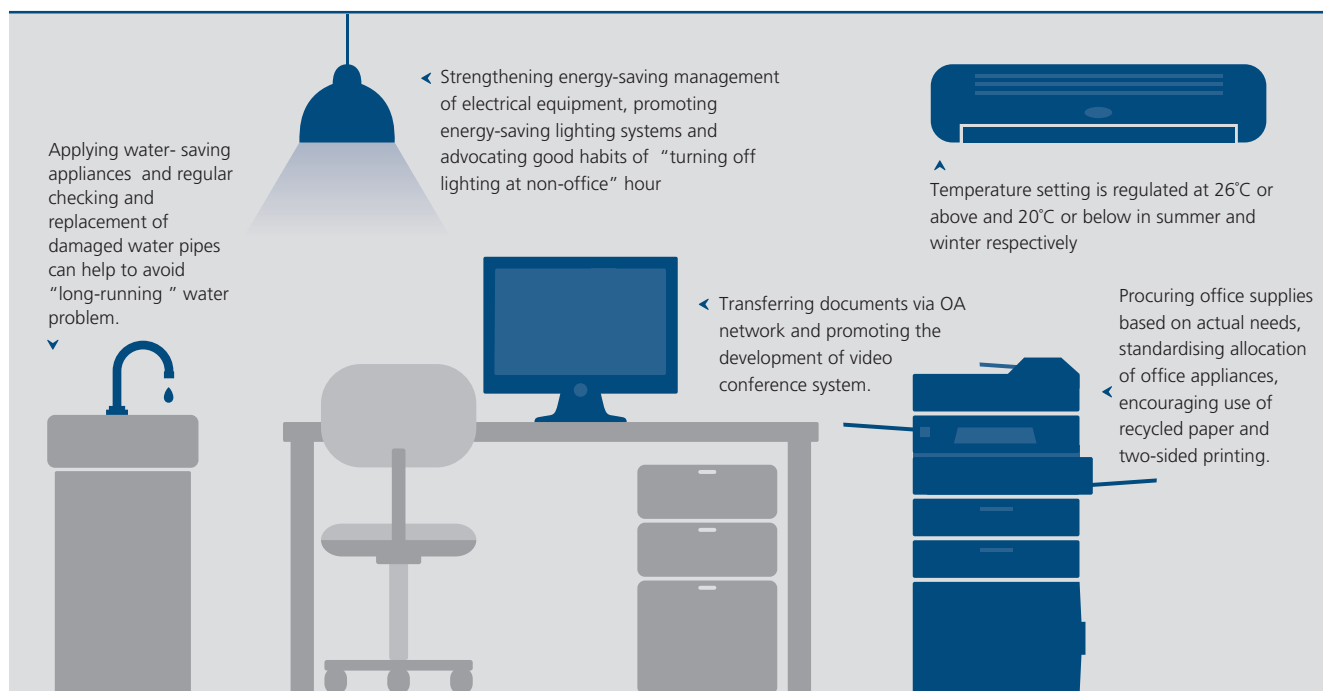 Strengthening energy-saving management
of electrical equipment, promoting
energy-saving lighting systems and
advocating good habits of “turning off
lighting at non-office” hour
Applying water- saving
appliances and regular
checking and
replacement of
damaged water pipes
can help to avoid
“long-running ” water
problem.
Temperature setting is regulated at 26°C or
above and 20°C or below in summer and
winter respectively
Transferring documents via OA
network and promoting the
development of video
conference system.
Procuring office supplies
based on actual needs,
standardising allocation
of office appliances,
encouraging use of
recycled paper and
two-sided printing.